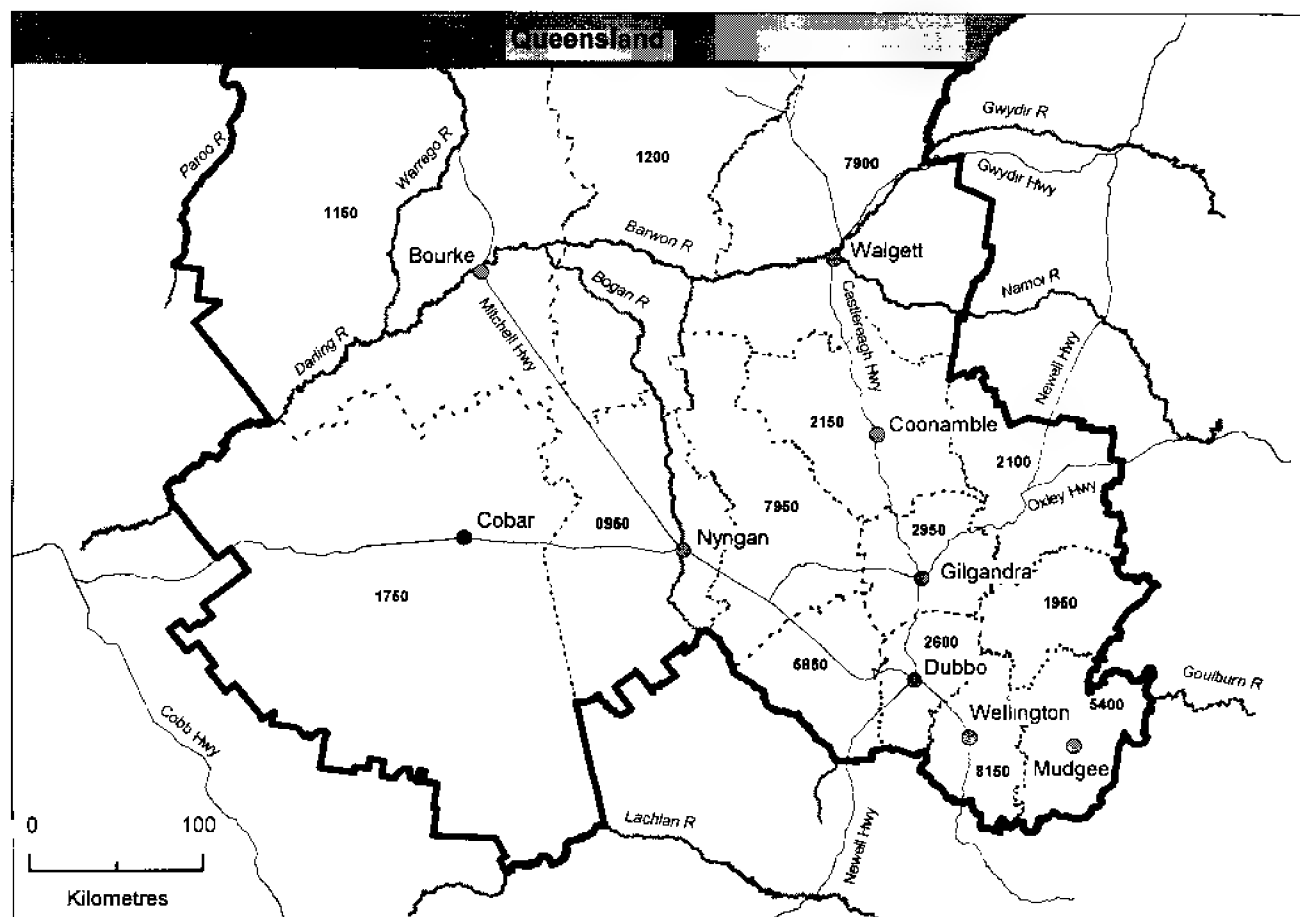 Queensland
Gwydir R
Paroo R
Warrego R
1200
7900
Gwydir Hwy
1150
Barwon R
Bourke
Walgett
Bogan R
Namoi R
Mitchell Hwy
Castlereagh Hwy
Darling R
Newell Hwy
2150
Coonamble
2100
Oxley Hwy
7950
Cobar
0950
Nyngan
2950
Gilgandra
1750
1950
2600
6850
Dubbo
Goulburn R
5400
Wellington
Cobb Hwy
8150
Mudgee
Lachlan R
Newell Hwy
0
100
Kilometres